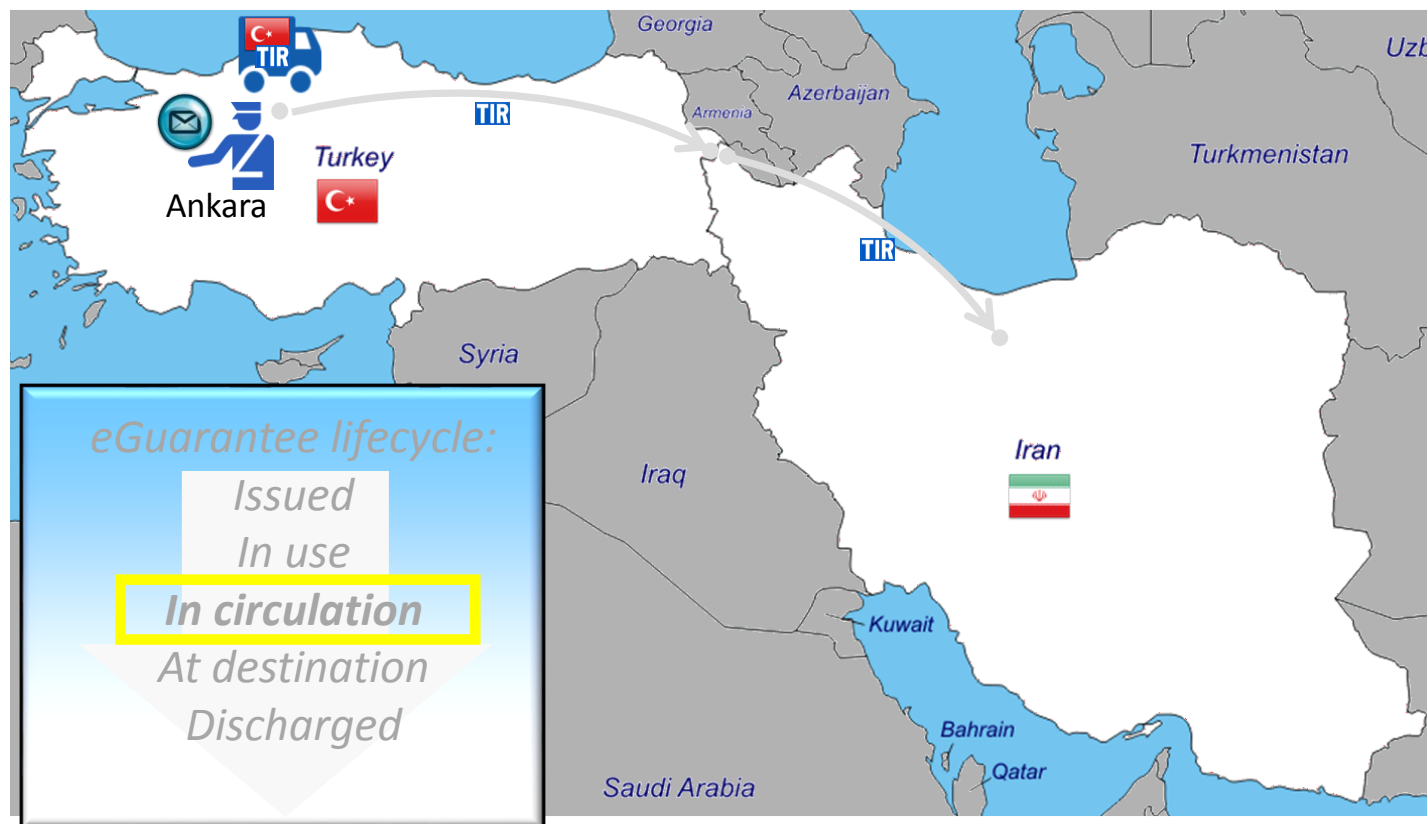 Georgia
Uzb
TIR
Azerbaijan
TIR
Armenia
Turkey
Turkmenistan
Ankara
TIR
Syria
eGuarantee lifecycle:
Issued
In use
In circulation
At destination
Discharged
Iran
Iraq
Kuwait
Bahrain
Qatar
Saudi Arabia